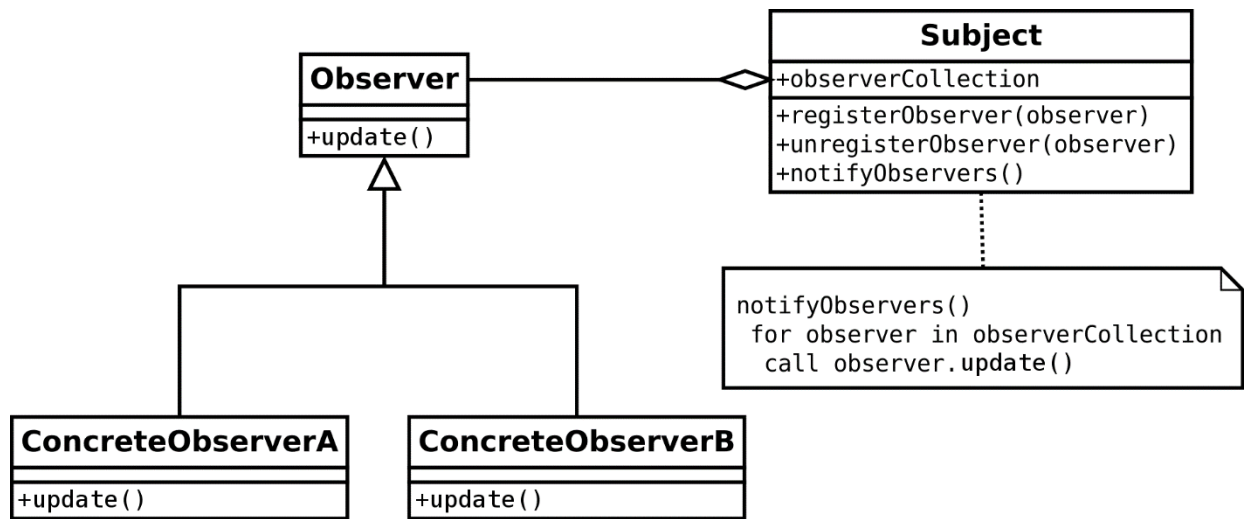 Observer
+update()
Subject
+observerCollection
+registerObserver(observer)
+unregisterObserver(observer)
+notifyObservers()
notifyObservers()
for observer in observerCollection
call observer.update()
ConcreteObserverA
+update()
ConcreteObserverB
+update()